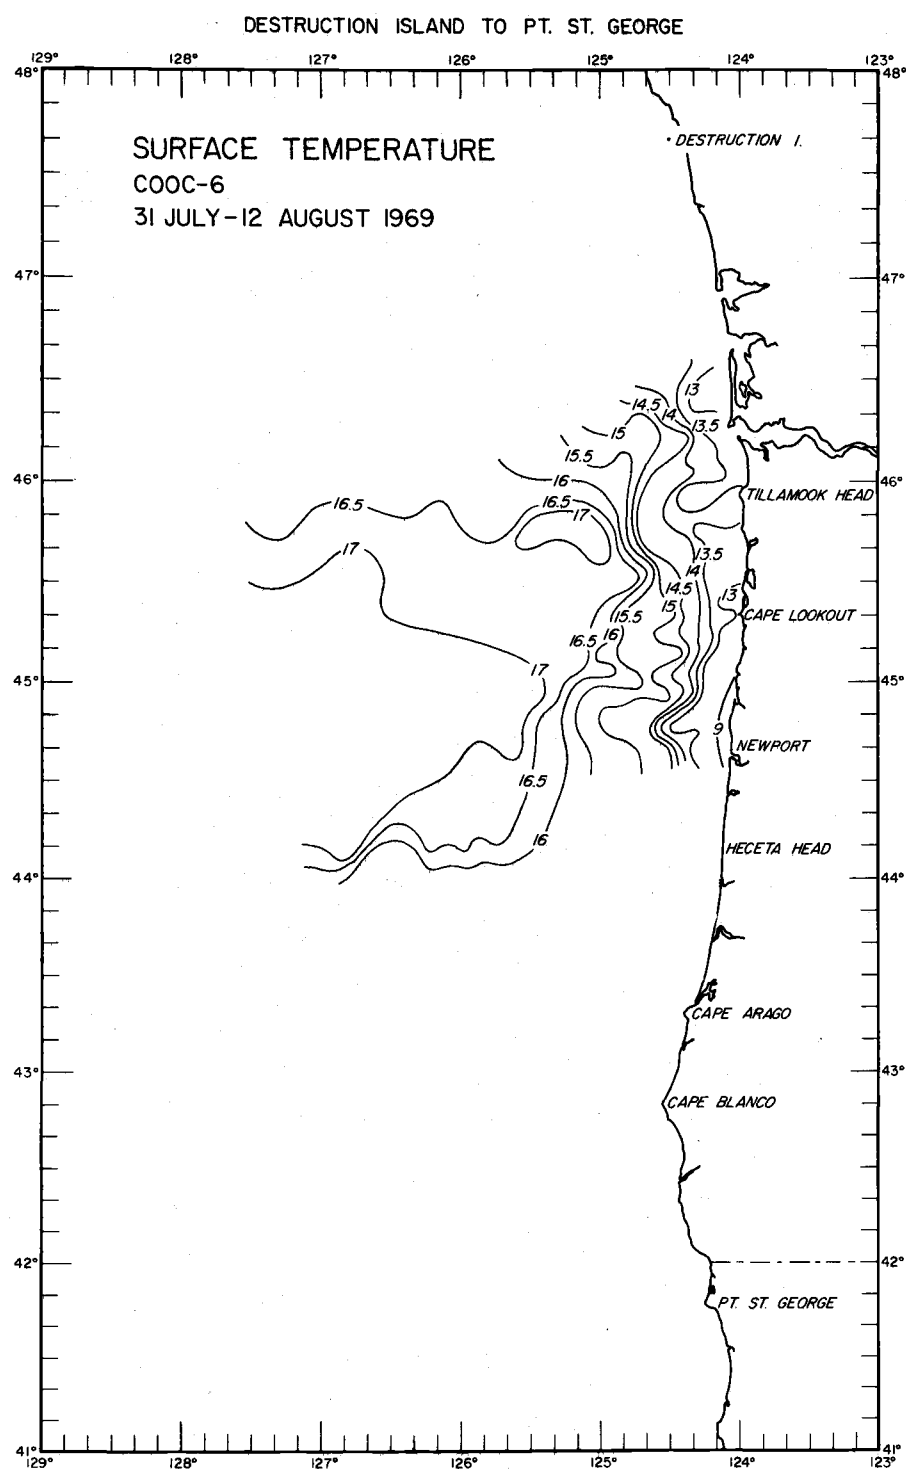 DESTRUCTION ISLAND TO PT. ST. GEORGE
129° 128° 127° 126° 125° 124° 123°
48° 48°
SURFACE TEMPERATURE
COOC-6
31 JULY-12 AUGUST 1969
DESTRUCTION I.
47° 47°
13
14.5 14
13.5
15
15.5
46° 46°
16
TILLAMOOK HEAD
16.5 16.5
17
17
13.5
14
14.5
13
15
15.5
CAPE LOOKOUT
16
16.5
17
45° 45°
9
NEWPORT
16.5
16
HECETA HEAD
44° 44°
CAPE ARAGO
43° 43°
CAPE BLANCO
42° 42°
PT. ST. GEORGE
41° 41°
129° 128° 127° 126° 125° 124° 123°